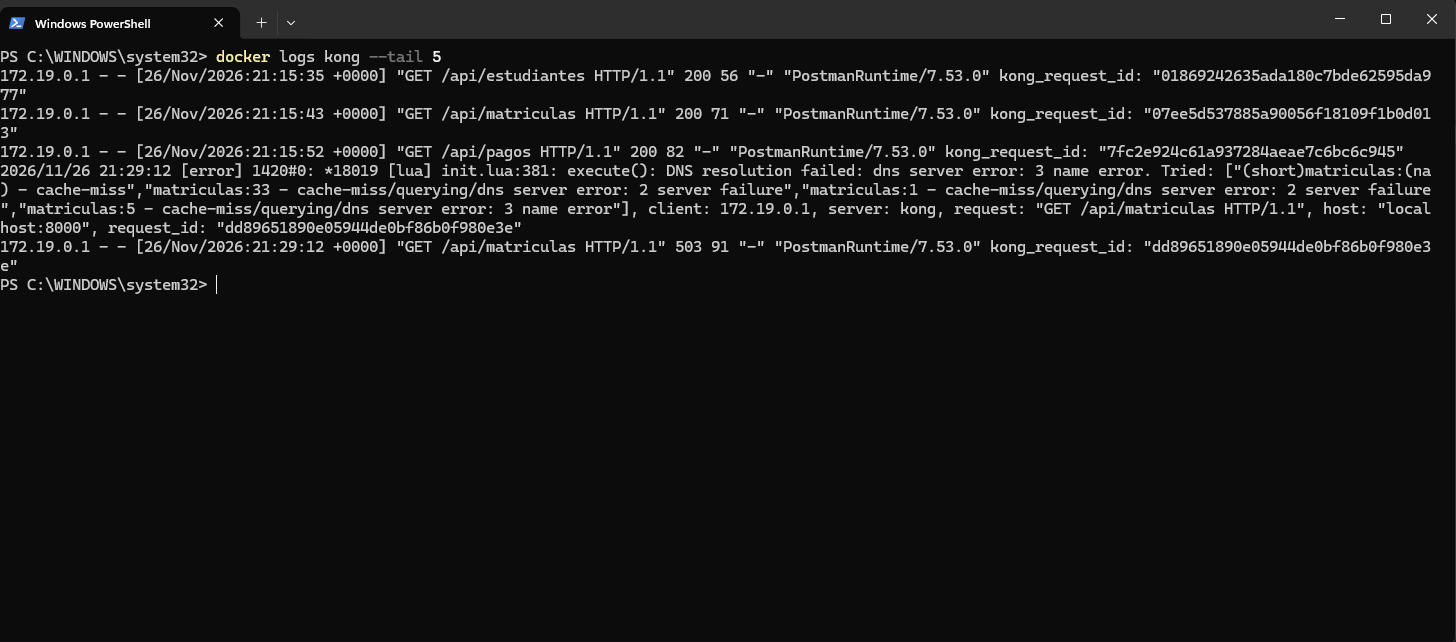 Windows PowerShell
PS C:\WINDOWS\system32> docker logs kong --tail 5
172.19.0.1 - - [26/Nov/2026:21:15:35 +0000] "GET /api/estudiantes HTTP/1.1" 200 56 "-" "PostmanRuntime/7.53.0" kong_request_id: "01869242635ada180c7bde62595da9
77"
172.19.0.1 - - [26/Nov/2026:21:15:43 +0000] "GET /api/matriculas HTTP/1.1" 200 71 "-" "PostmanRuntime/7.53.0" kong_request_id: "07ee5d537885a90056f18109f1b0d01
3"
172.19.0.1 - - [26/Nov/2026:21:15:52 +0000] "GET /api/pagos HTTP/1.1" 200 82 "-" "PostmanRuntime/7.53.0" kong_request_id: "7fc2e924c61a937284aeae7c6bc6c945"
2026/11/26 21:29:12 [error] 1420#0: *18019 [lua] init.lua:381: execute(): DNS resolution failed: dns server error: 3 name error. Tried: ["(short)matriculas:(na
) - cache-miss","matriculas:33 - cache-miss/querying/dns server error: 2 server failure","matriculas:1 - cache-miss/querying/dns server error: 2 server failure
","matriculas:5 - cache-miss/querying/dns server error: 3 name error"], client: 172.19.0.1, server: kong, request: "GET /api/matriculas HTTP/1.1", host: "local
host:8000", request_id: "dd89651890e05944de0bf86b0f980e3e"
172.19.0.1 - - [26/Nov/2026:21:29:12 +0000] "GET /api/matriculas HTTP/1.1" 503 91 "-" "PostmanRuntime/7.53.0" kong_request_id: "dd89651890e05944de0bf86b0f980e3
e"
PS C:\WINDOWS\system32>